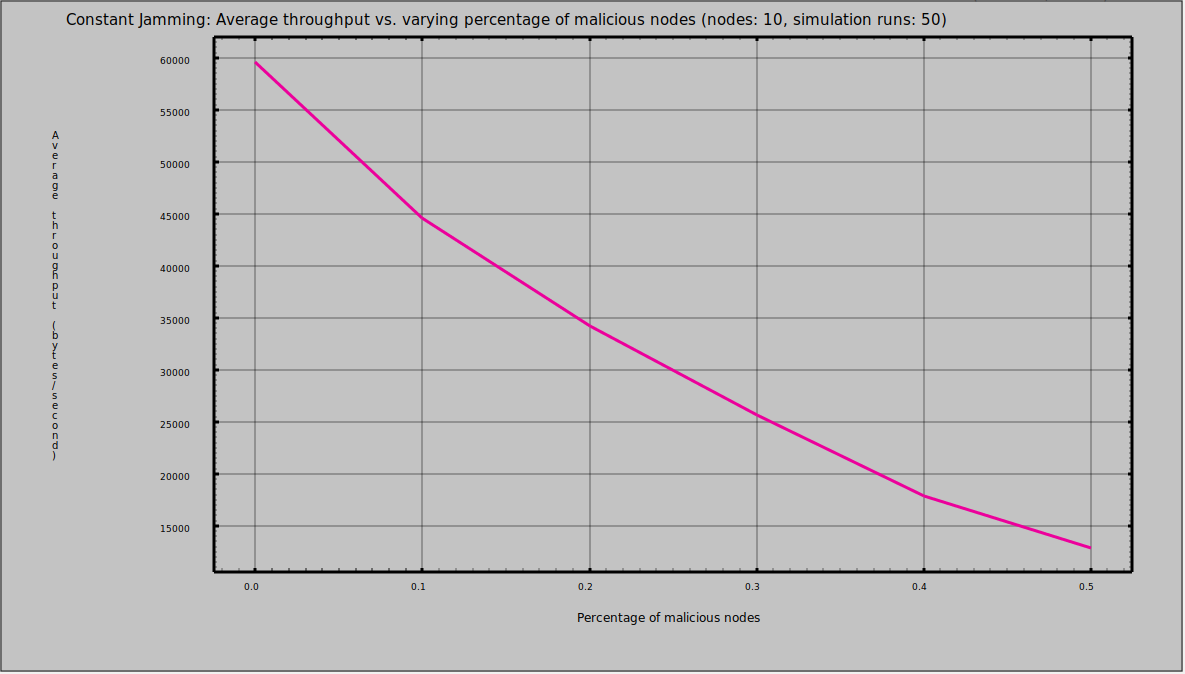 Constant Jamming: Average throughput vs. varying percentage of malicious nodes (nodes: 10, simulation runs: 50)
60000
55000
50000
45000
40000
35000
30000
25000
20000
15000
Average throughput (bytes/second)
0.0 0.1 0.2 0.3 0.4 0.5
Percentage of malicious nodes